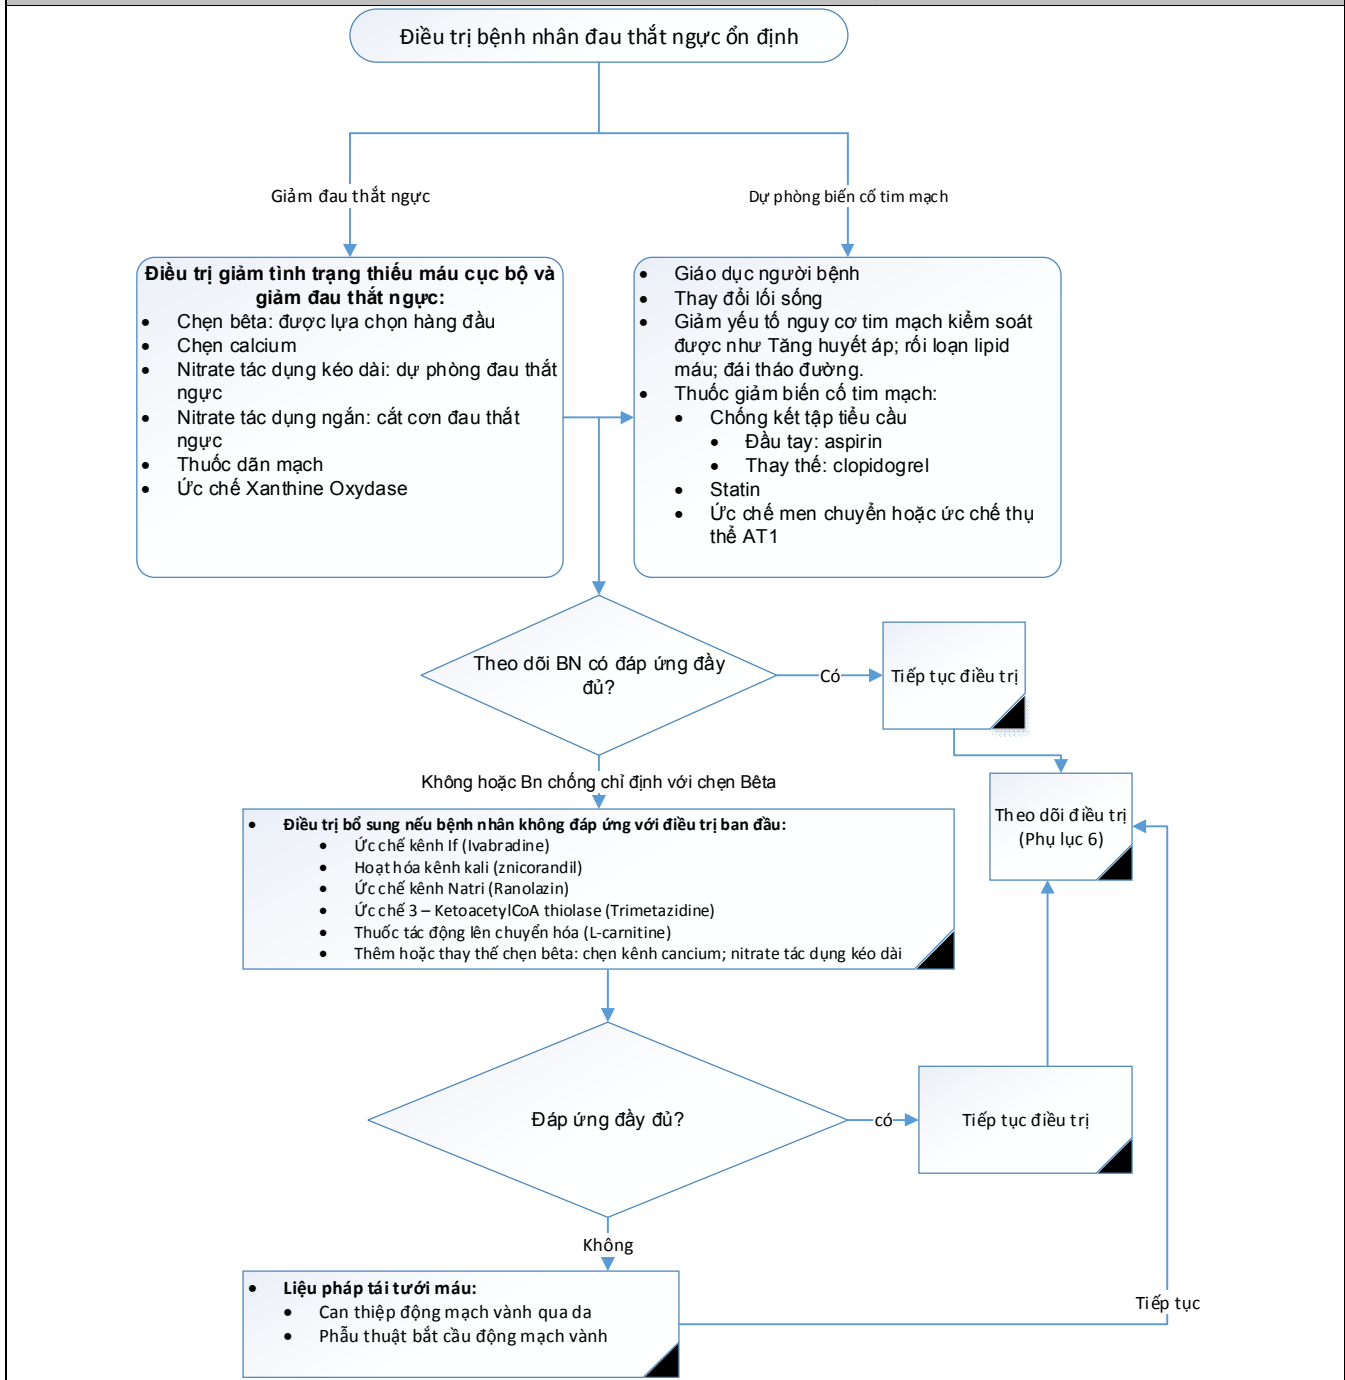 Điều trị bệnh nhân đau thắt ngực ổn định
Giảm đau thắt ngực
Dự phòng biến cố tim mạch
Điều trị giảm tình trạng thiếu máu cục bộ và
giảm đau thắt ngực:
• Chẹn bêta: được lựa chọn hàng đầu
• Chẹn calcium
• Nitrate tác dụng kéo dài: dự phòng đau thắt
ngực
• Nitrate tác dụng ngắn: cắt cơn đau thắt
ngực
• Thuốc dãn mạch
• Ức chế Xanthine Oxydase
• Giáo dục người bệnh
• Thay đổi lối sống
• Giảm yếu tố nguy cơ tim mạch kiểm soát
được như Tăng huyết áp; rối loạn lipid
máu; đái tháo đường.
• Thuốc giảm biến cố tim mạch:
• Chống kết tập tiểu cầu
• Đầu tay: aspirin
• Thay thế: clopidogrel
• Statin
• Ức chế men chuyển hoặc ức chế thụ
thể AT1
Theo dõi BN có đáp ứng đầy
đủ?
Có
Tiếp tục điều trị
Không hoặc Bn chống chỉ định với chẹn Bêta
Theo dõi điều trị
(Phụ lục 6)
• Điều trị bổ sung nếu bệnh nhân không đáp ứng với điều trị ban đầu:
• Ức chế kênh If (Ivabradine)
• Hoạt hóa kênh kali (znicorandil)
• Ức chế kênh Natri (Ranolazin)
• Ức chế 3 – KetoacetylCoA thiolase (Trimetazidine)
• Thuốc tác động lên chuyển hóa (L-carnitine)
• Thêm hoặc thay thế chẹn bêta: chẹn kênh cancium; nitrate tác dụng kéo dài
Đáp ứng đầy đủ?
có
Tiếp tục điều trị
Không
• Liệu pháp tái tưới máu:
• Can thiệp động mạch vành qua da
• Phẫu thuật bắt cầu động mạch vành
Tiếp tục